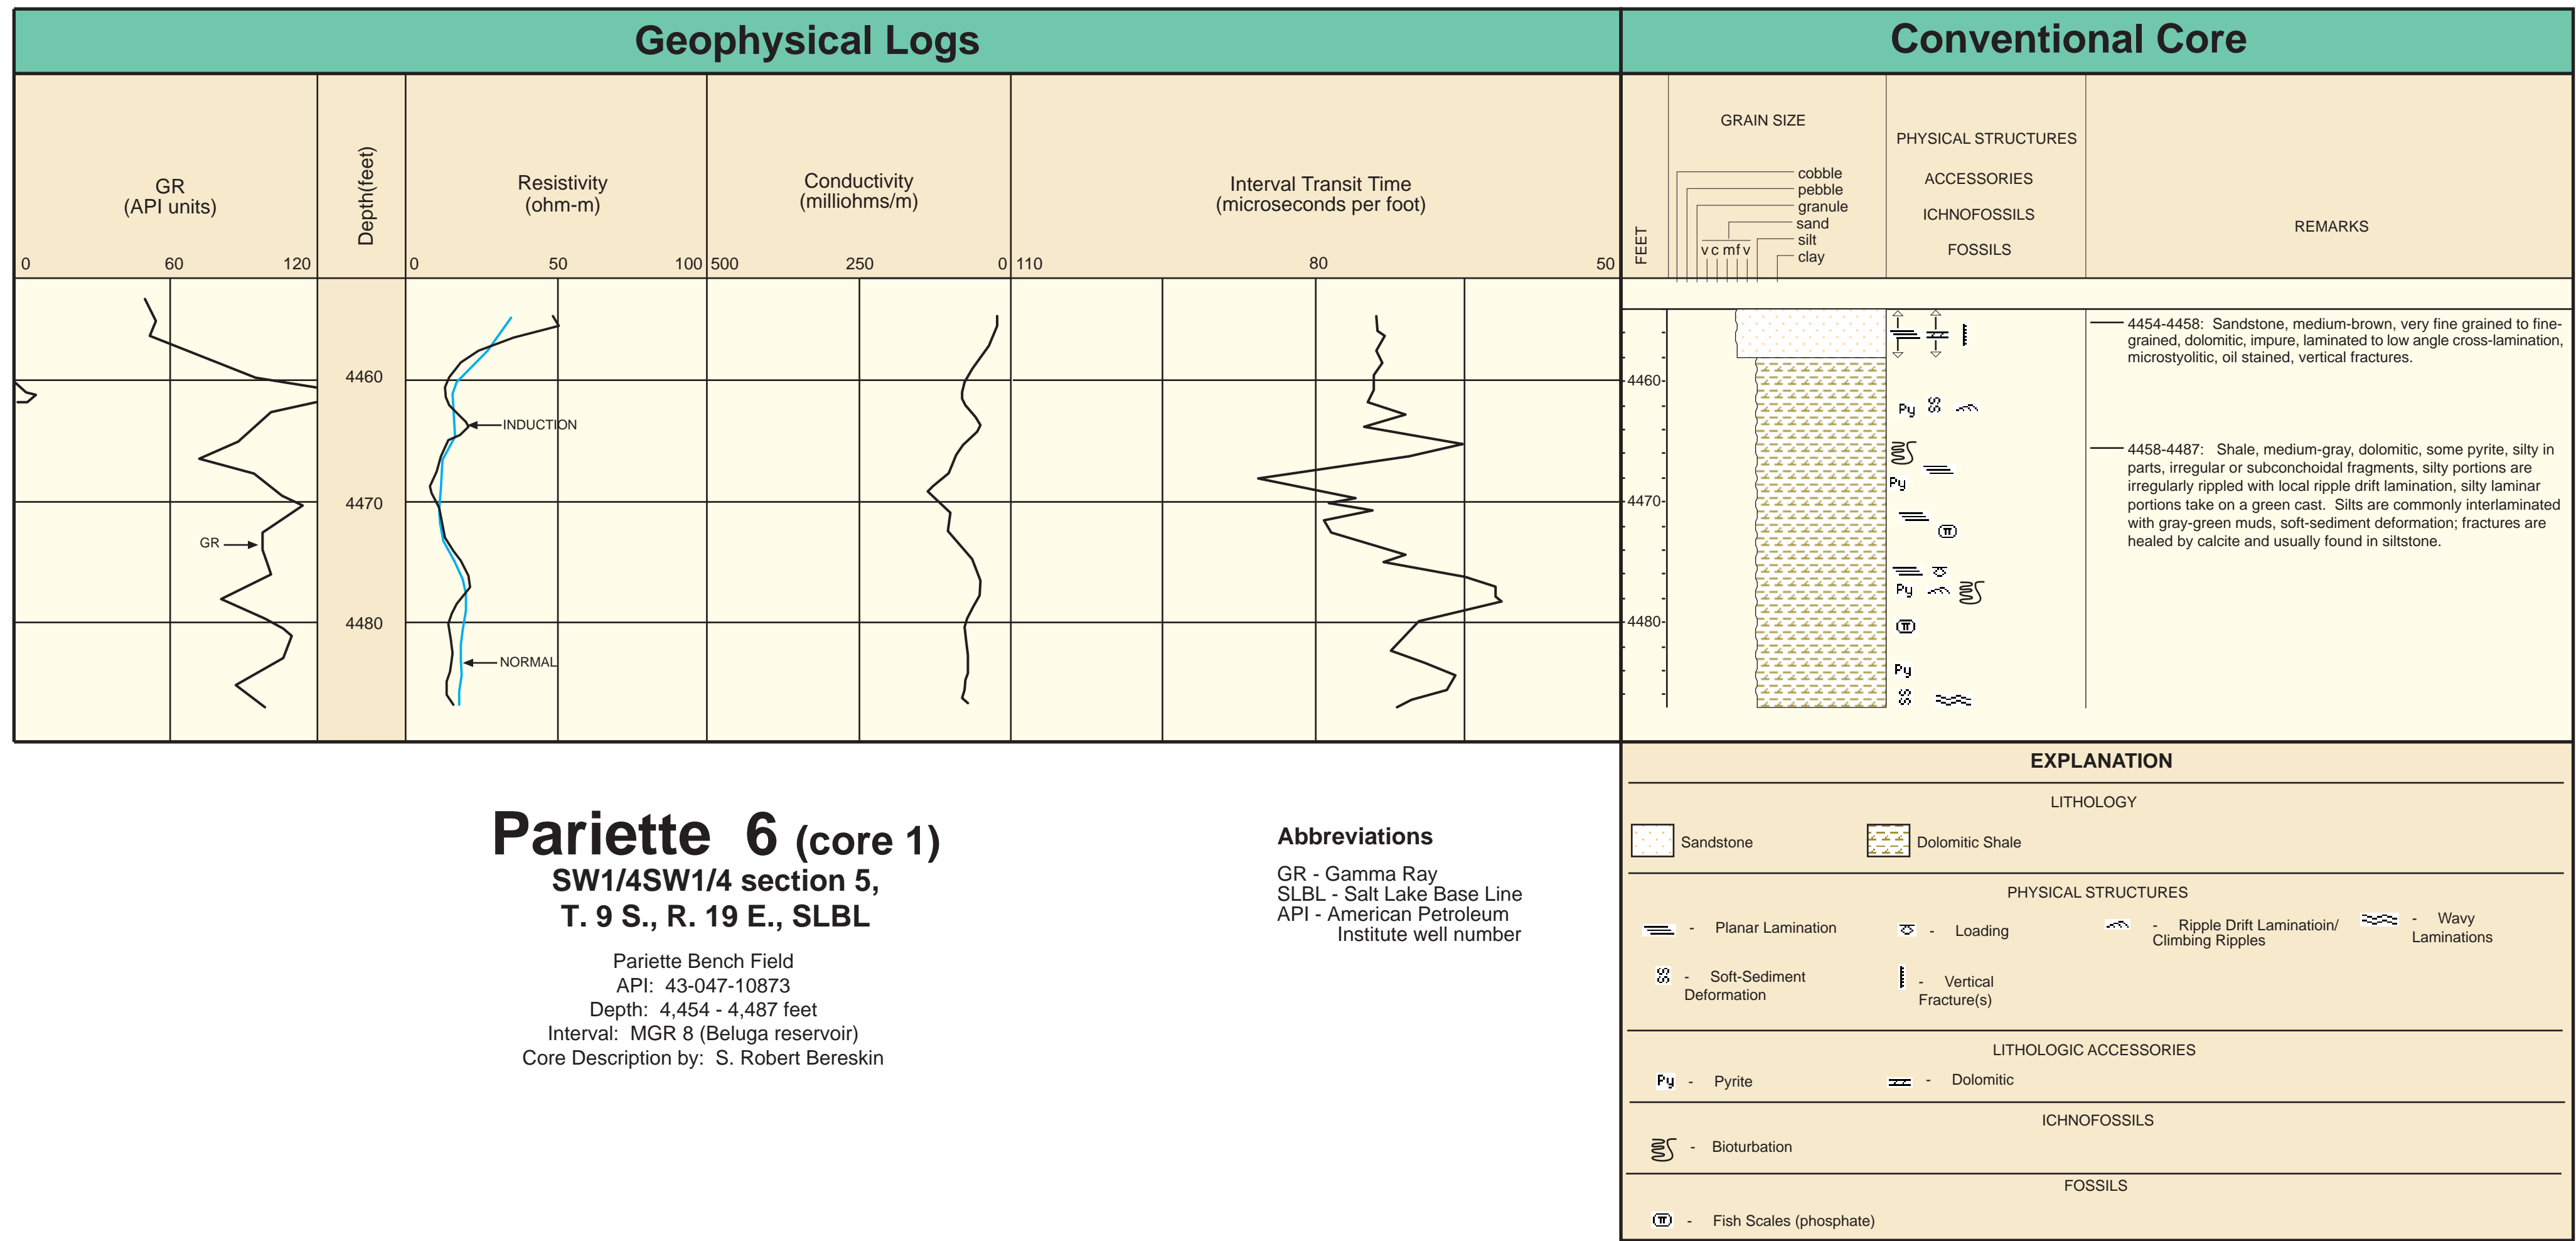 Geophysical Logs
Conventional Core
GR
(API units)
Depth(feet)
Resistivity
(ohm-m)
Conductivity
(milliohms/m)
Interval Transit Time
(microseconds per foot)
0 60 120
0 50 100
500 250 0
110 80 50
FEET
GRAIN SIZE
cobble
pebble
granule
sand
silt
v c m f v
clay
PHYSICAL STRUCTURES
ACCESSORIES
ICHNOFOSSILS
FOSSILS
REMARKS
4460
4470
4480
GR
INDUCTION
NORMAL
4460
4470
4480
Py
Py
Py
Py
4454-4458: Sandstone, medium-brown, very fine grained to fine-
grained, dolomitic, impure, laminated to low angle cross-lamination,
microstyolitic, oil stained, vertical fractures.
4458-4487: Shale, medium-gray, dolomitic, some pyrite, silty in
parts, irregular or subconchoidal fragments, silty portions are
irregularly rippled with local ripple drift lamination, silty laminar
portions take on a green cast. Silts are commonly interlaminated
with gray-green muds, soft-sediment deformation; fractures are
healed by calcite and usually found in siltstone.
Pariette 6 (core 1)
SW1/4SW1/4 section 5,
T. 9 S., R. 19 E., SLBL
Pariette Bench Field
API: 43-047-10873
Depth: 4,454 - 4,487 feet
Interval: MGR 8 (Beluga reservoir)
Core Description by: S. Robert Bereskin
Abbreviations
GR - Gamma Ray
SLBL - Salt Lake Base Line
API - American Petroleum
Institute well number
EXPLANATION
LITHOLOGY
Sandstone
Dolomitic Shale
PHYSICAL STRUCTURES
- Planar Lamination
- Loading
- Ripple Drift Laminatioin/
Climbing Ripples
- Wavy
Laminations
- Soft-Sediment
Deformation
- Vertical
Fracture(s)
LITHOLOGIC ACCESSORIES
Py - Pyrite
- Dolomitic
ICHNOFOSSILS
- Bioturbation
FOSSILS
- Fish Scales (phosphate)